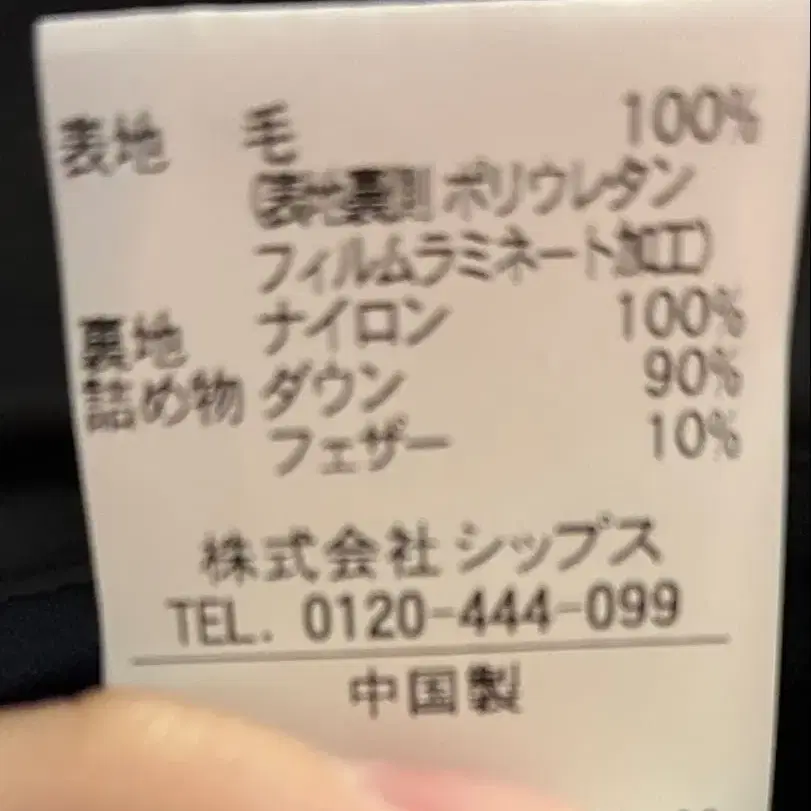 表地 毛 100%
(表地裏側 ポリウレタン
フィルムラミネート加工)
裏地 ナイロン 100%
詰め物 ダウン 90%
フェザー 10%
株式会社 シップス
TEL. 0120-444-099
中国製